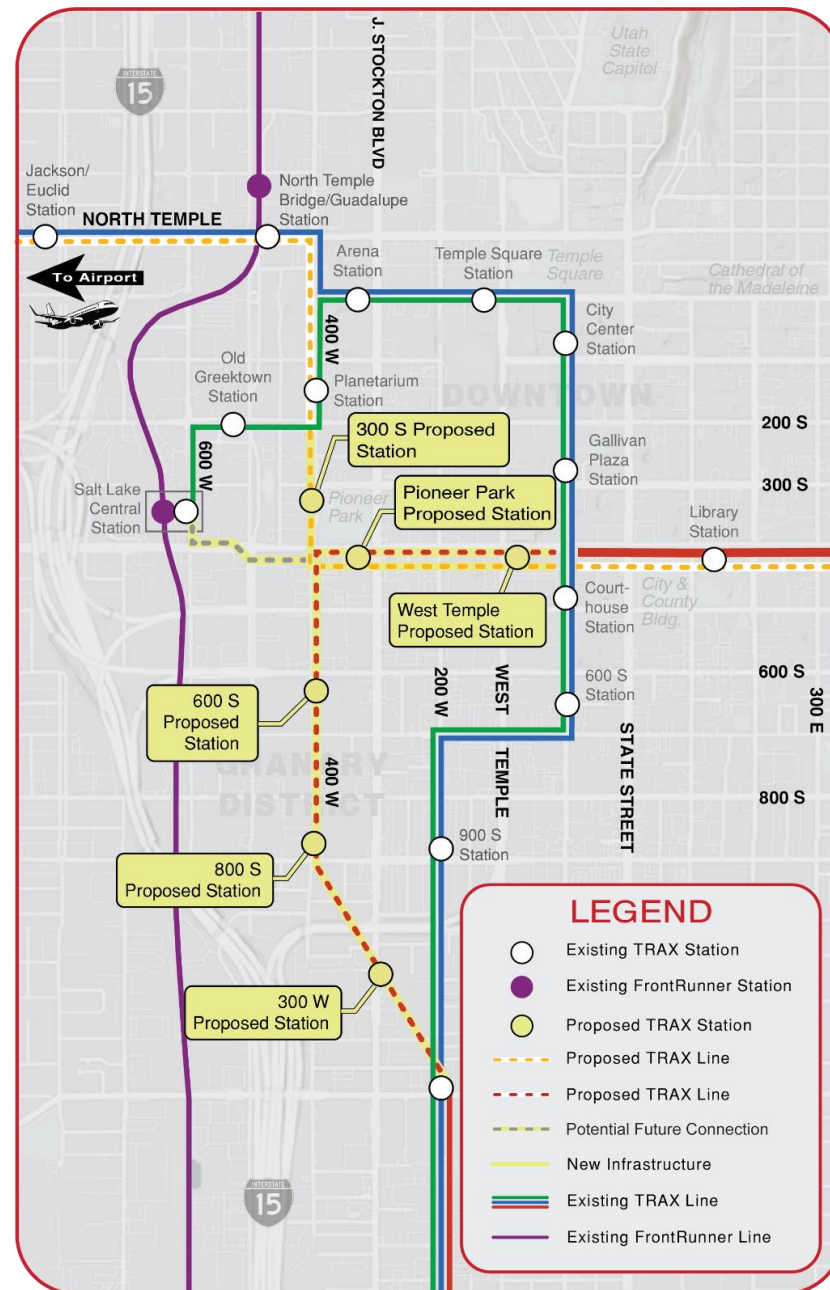 J. STOCKTON BLVD
Utah
State
Capitol
INTERSTATE
15
Jackson/
Euclid
Station
NORTH TEMPLE
North Temple
Bridge/Guadalupe
Station
To Airport
Arena
Station
Temple Square
Station
Temple
Square
Cathedral of
the Madeleine
City
Center
Station
400 W
Old
Greektown
Station
Planetarium
Station
DOWNTOWN
200 S
300 S Proposed
Station
600 W
Gallivan
Plaza
Station
300 S
Salt Lake
Central
Station
Pioneer
Park
Pioneer Park
Proposed Station
Library
Station
West Temple
Proposed Station
Court-
house
Station
City &
County
Bldg.
600 S
Proposed
Station
200 W
WEST TEMPLE
600 S
Station
STATE STREET
600 S
300 E
GRANARY
DISTRICT
400 W
800 S
800 S
Proposed Station
900 S
Station
300 W
Proposed Station
INTERSTATE
15
LEGEND
Existing TRAX Station
Existing FrontRunner Station
Proposed TRAX Station
Proposed TRAX Line
Proposed TRAX Line
Potential Future Connection
New Infrastructure
Existing TRAX Line
Existing FrontRunner Line